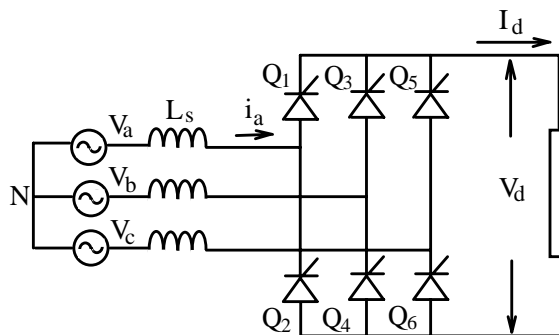 I_d
Q_1
Q_3
Q_5
V_a
L_s
i_a
N
V_b
V_d
V_c
Q_2
Q_4
Q_6